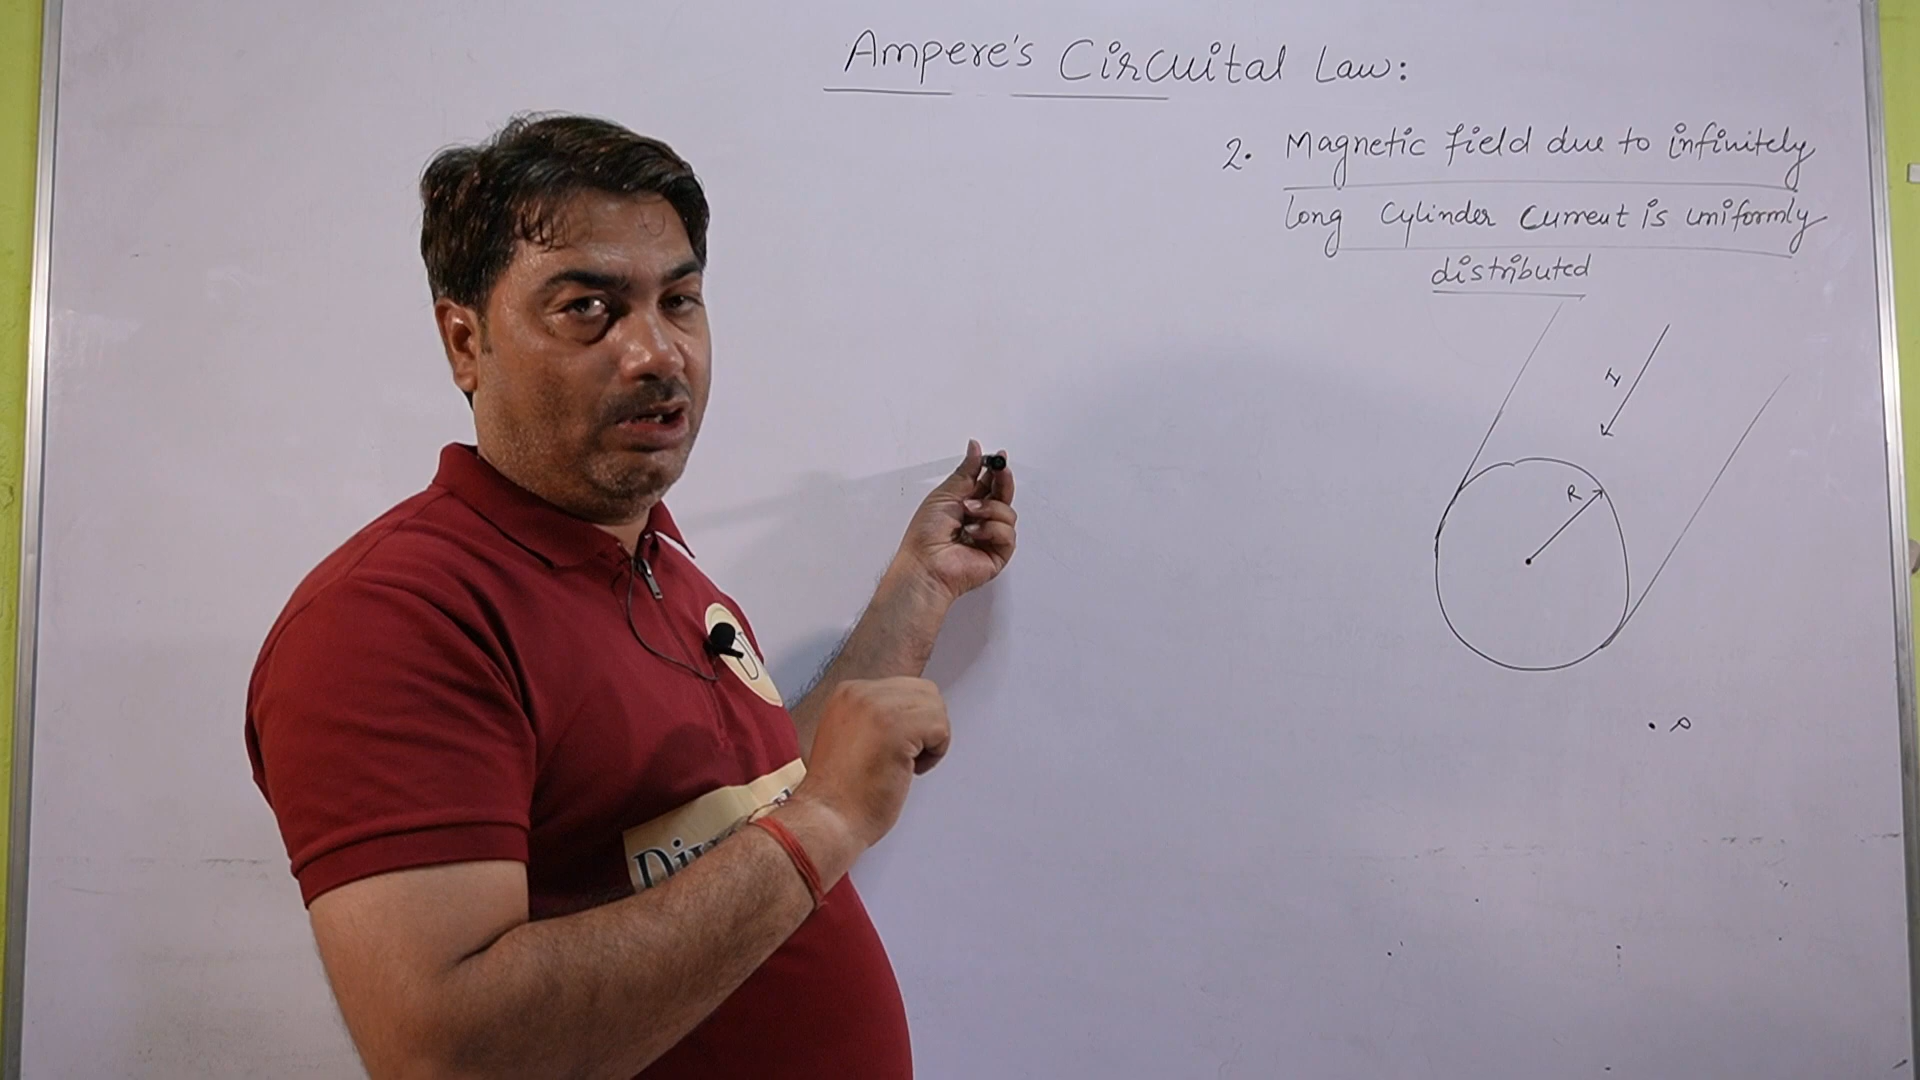 Ampere's Circuital Law:
2. Magnetic field due to infinitely
long Cylinder Current is uniformly
distributed
I
R
P